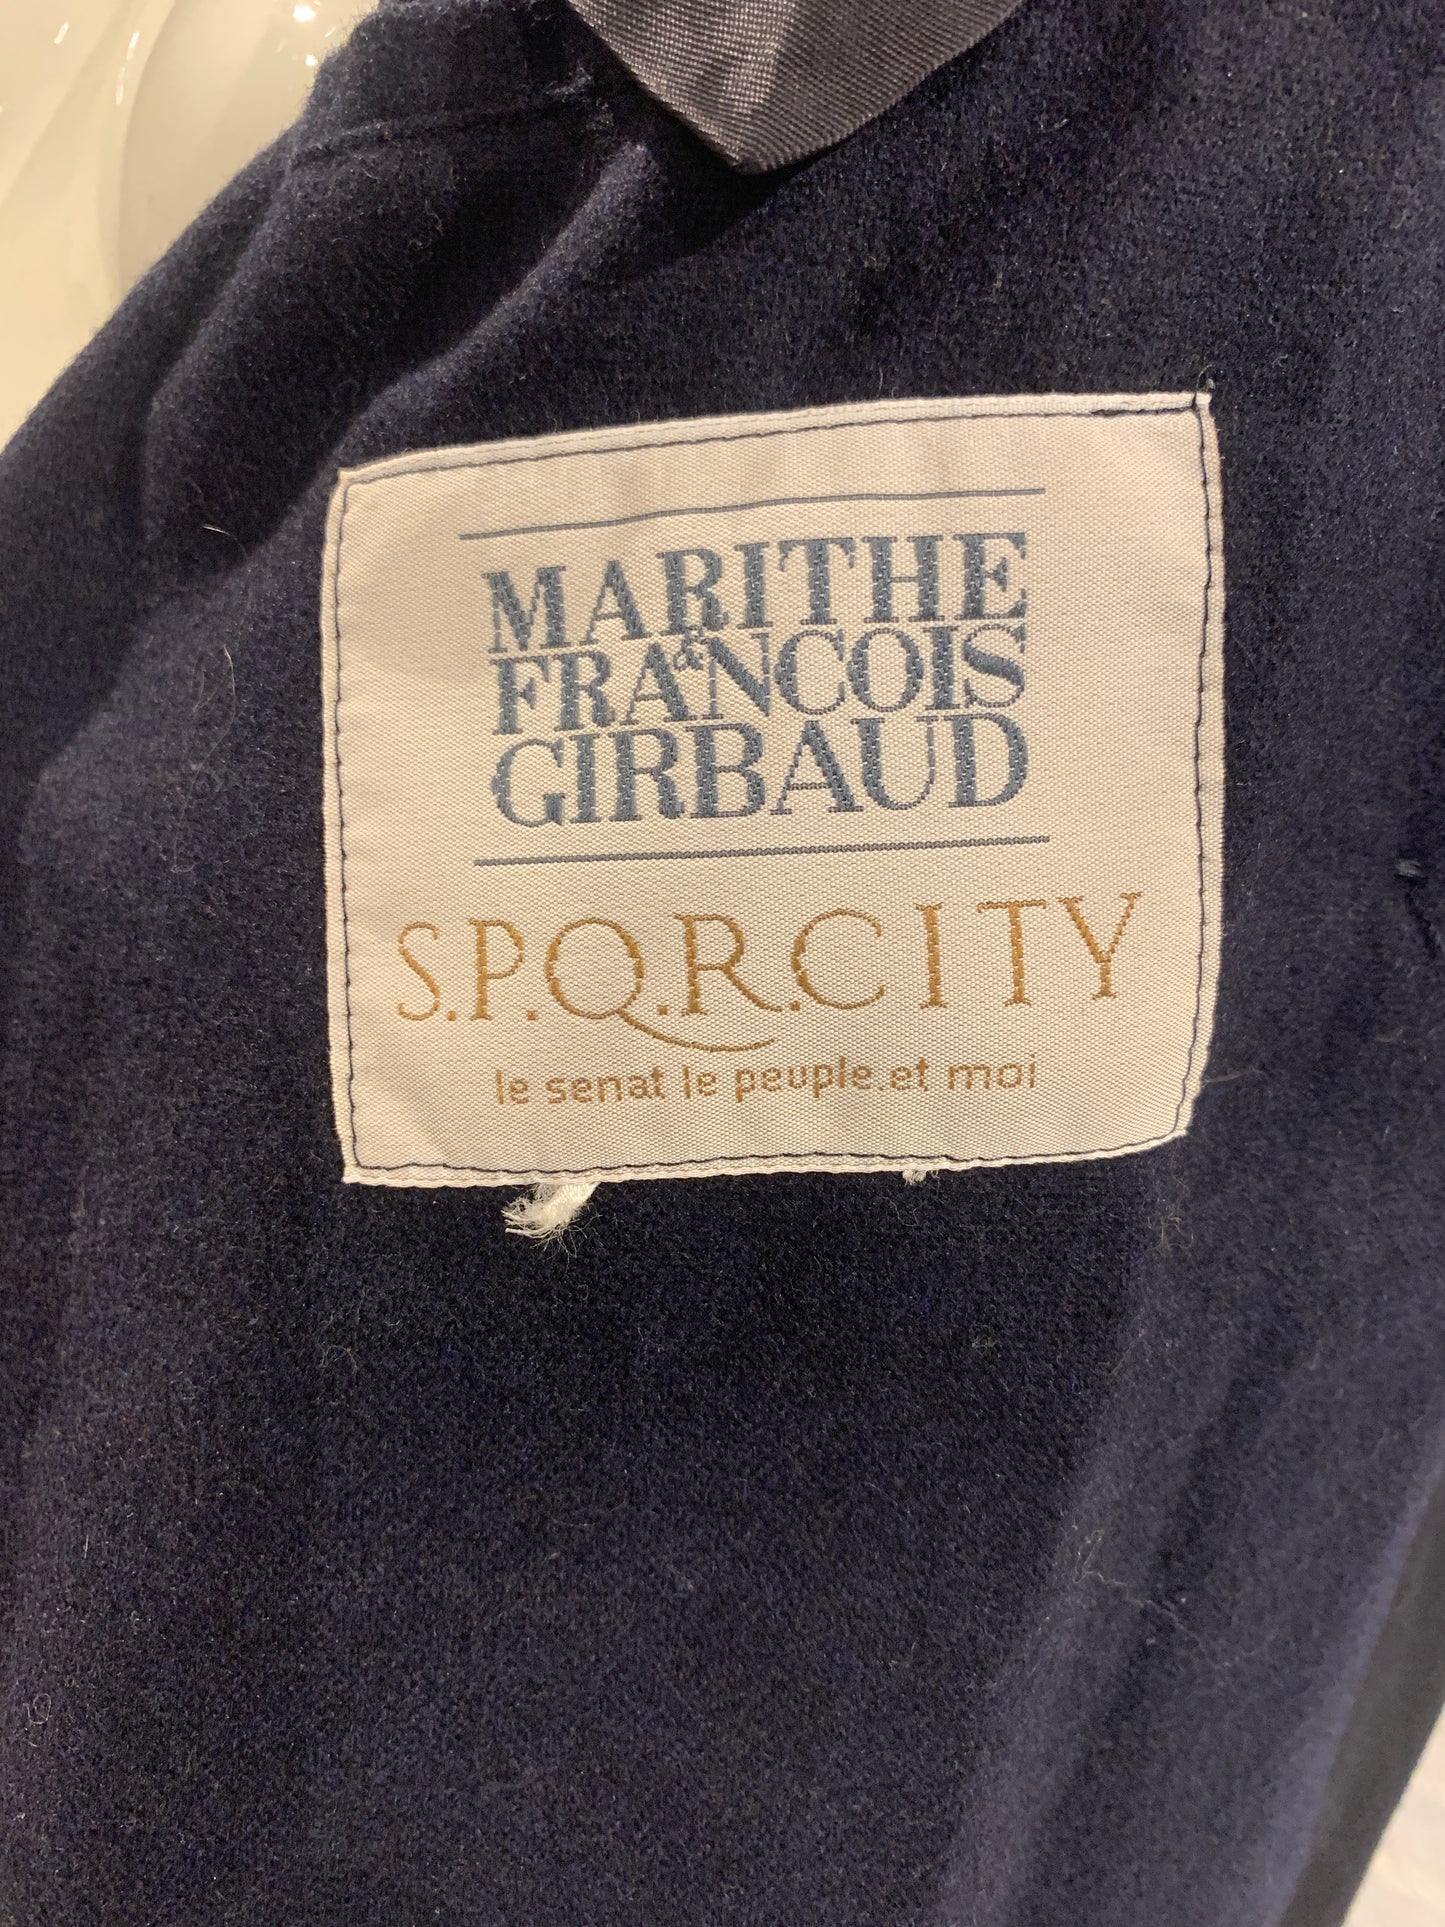 MARITHE
&
FRANCOIS
GIRBAUD
S.P.Q.R.CITY
le senat le peuple.et moi